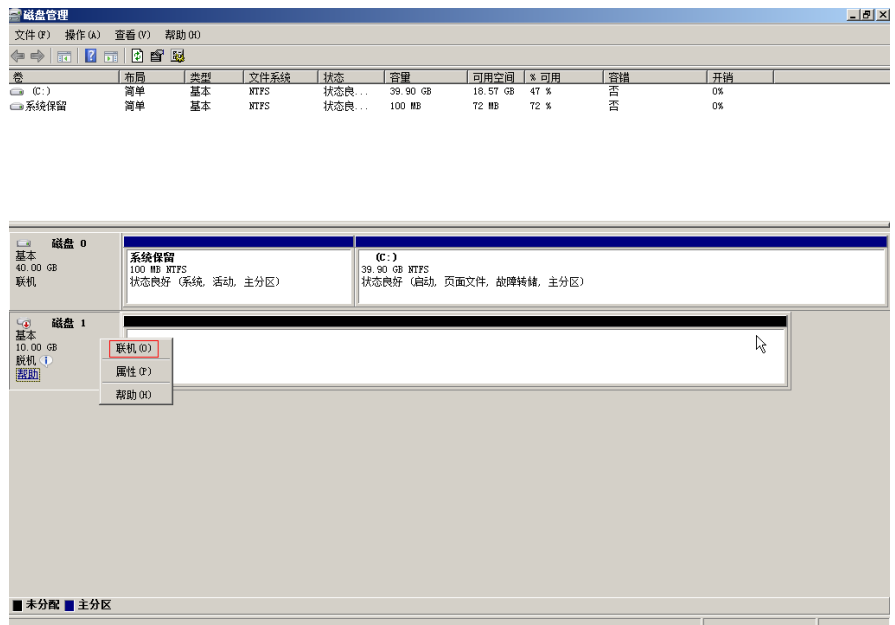 磁盘管理
文件(F) 操作(A) 查看(V) 帮助(H)
卷 布局 类型 文件系统 状态 容量 可用空间 % 可用 容错 开销
(C:) 简单 基本 NTFS 状态良... 39.90 GB 18.57 GB 47 % 否 0%
系统保留 简单 基本 NTFS 状态良... 100 MB 72 MB 72 % 否 0%
磁盘 0
基本
40.00 GB
联机
系统保留
100 MB NTFS
状态良好 (系统, 活动, 主分区)
(C:)
39.90 GB NTFS
状态良好 (启动, 页面文件, 故障转储, 主分区)
磁盘 1
基本
10.00 GB
脱机
帮助
联机(O)
属性(P)
帮助(H)
未分配 主分区